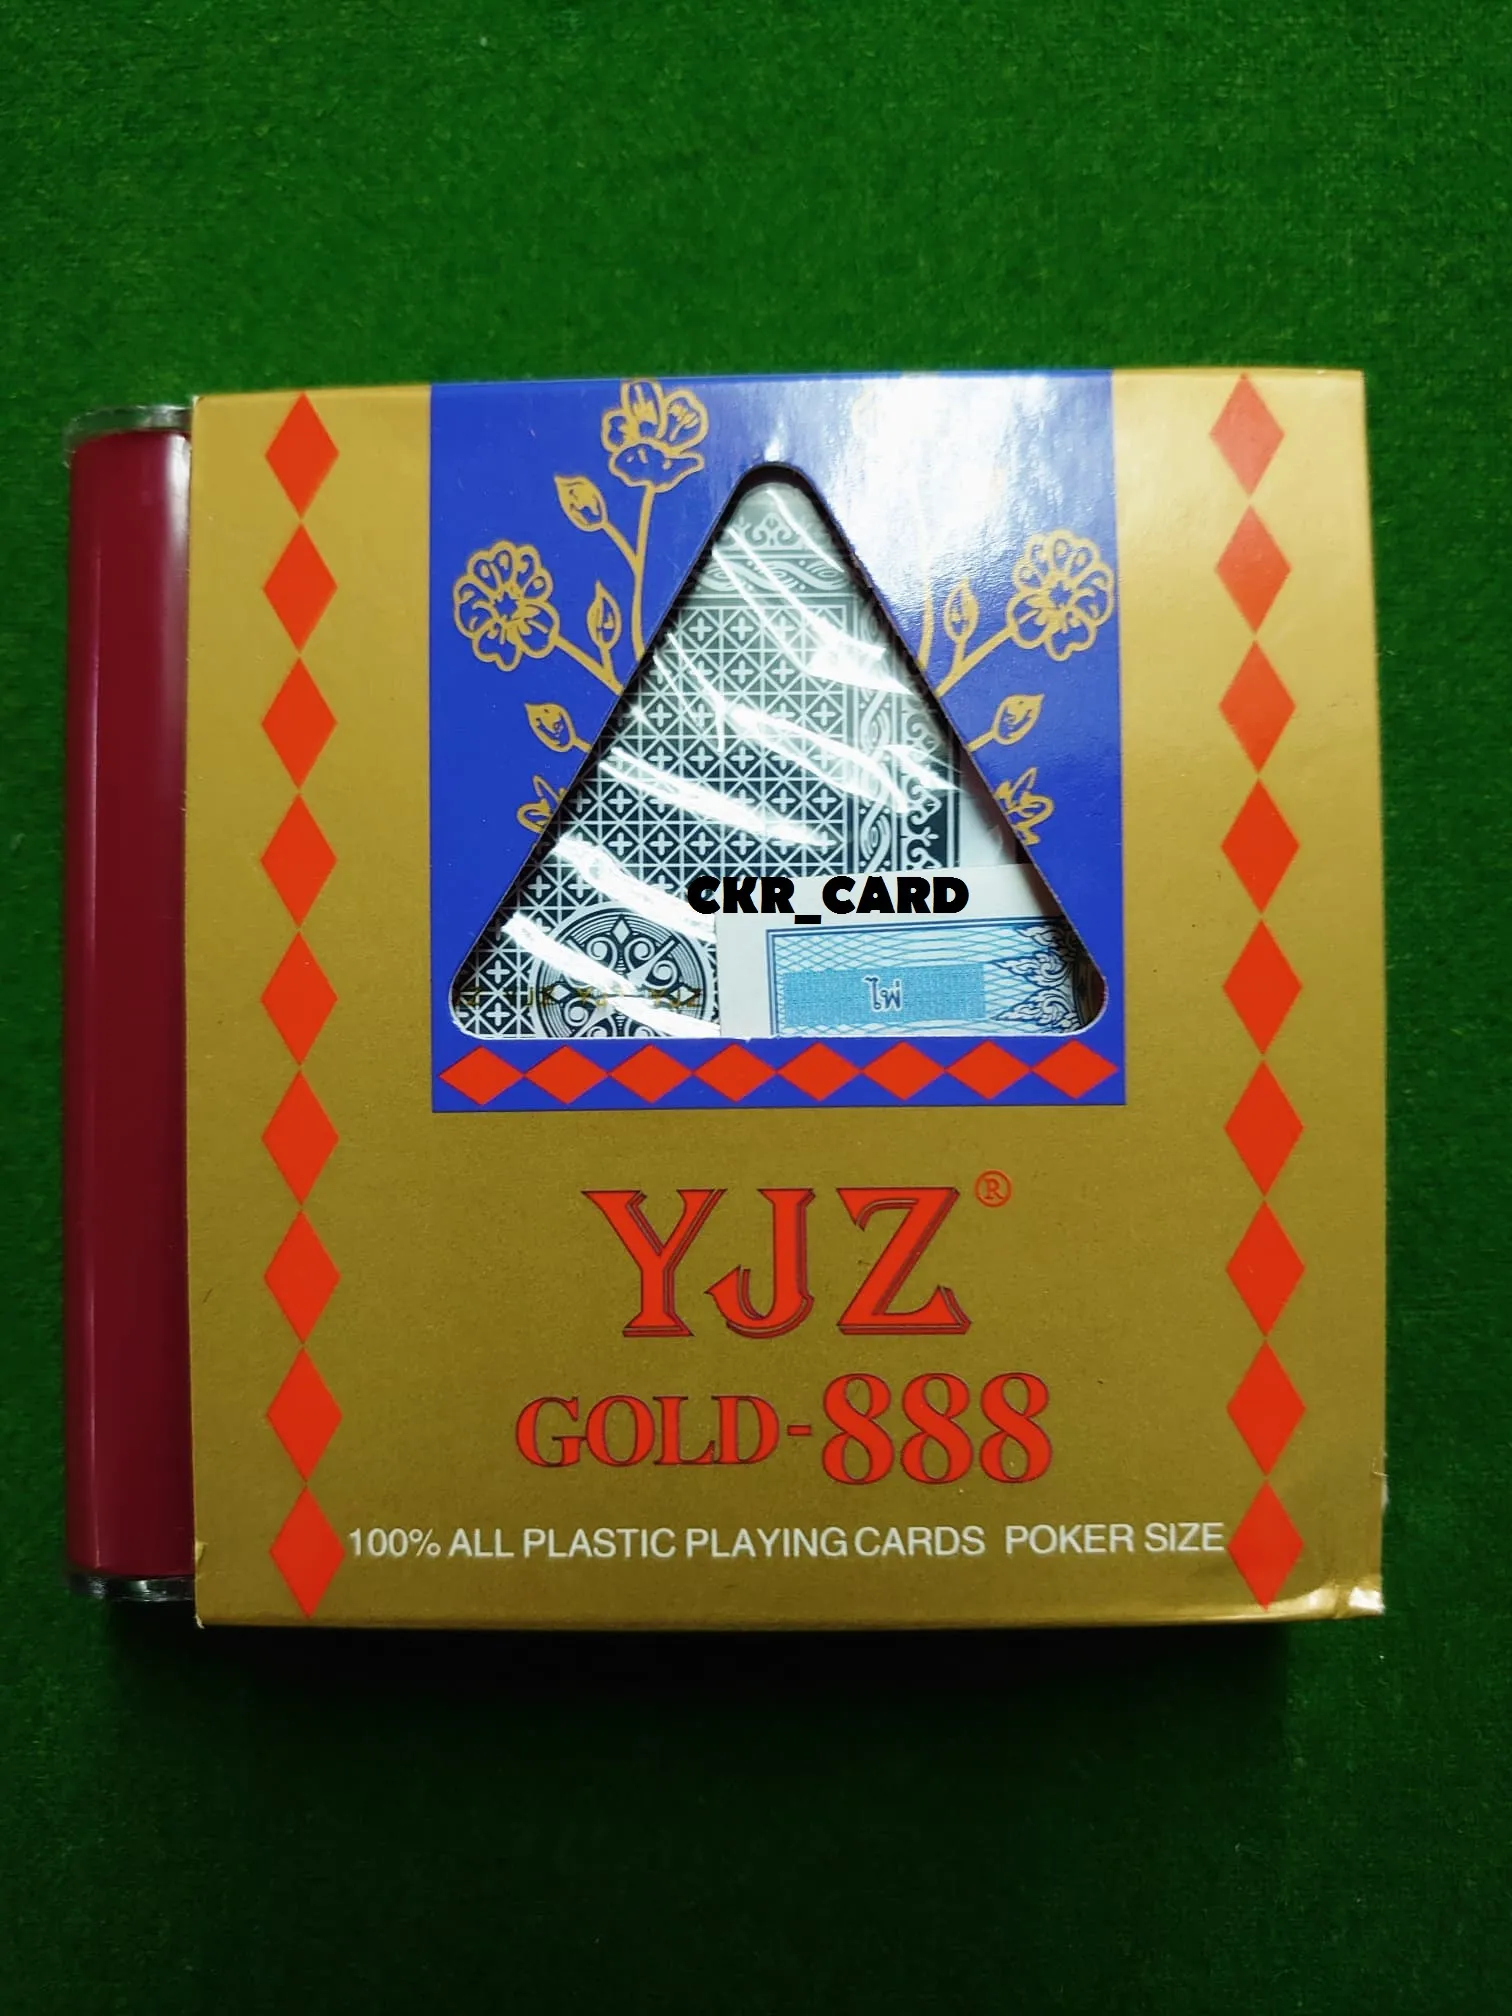 CKR_CARD
ไพ่
YJZ®
GOLD-888
100% ALL PLASTIC PLAYING CARDS POKER SIZE